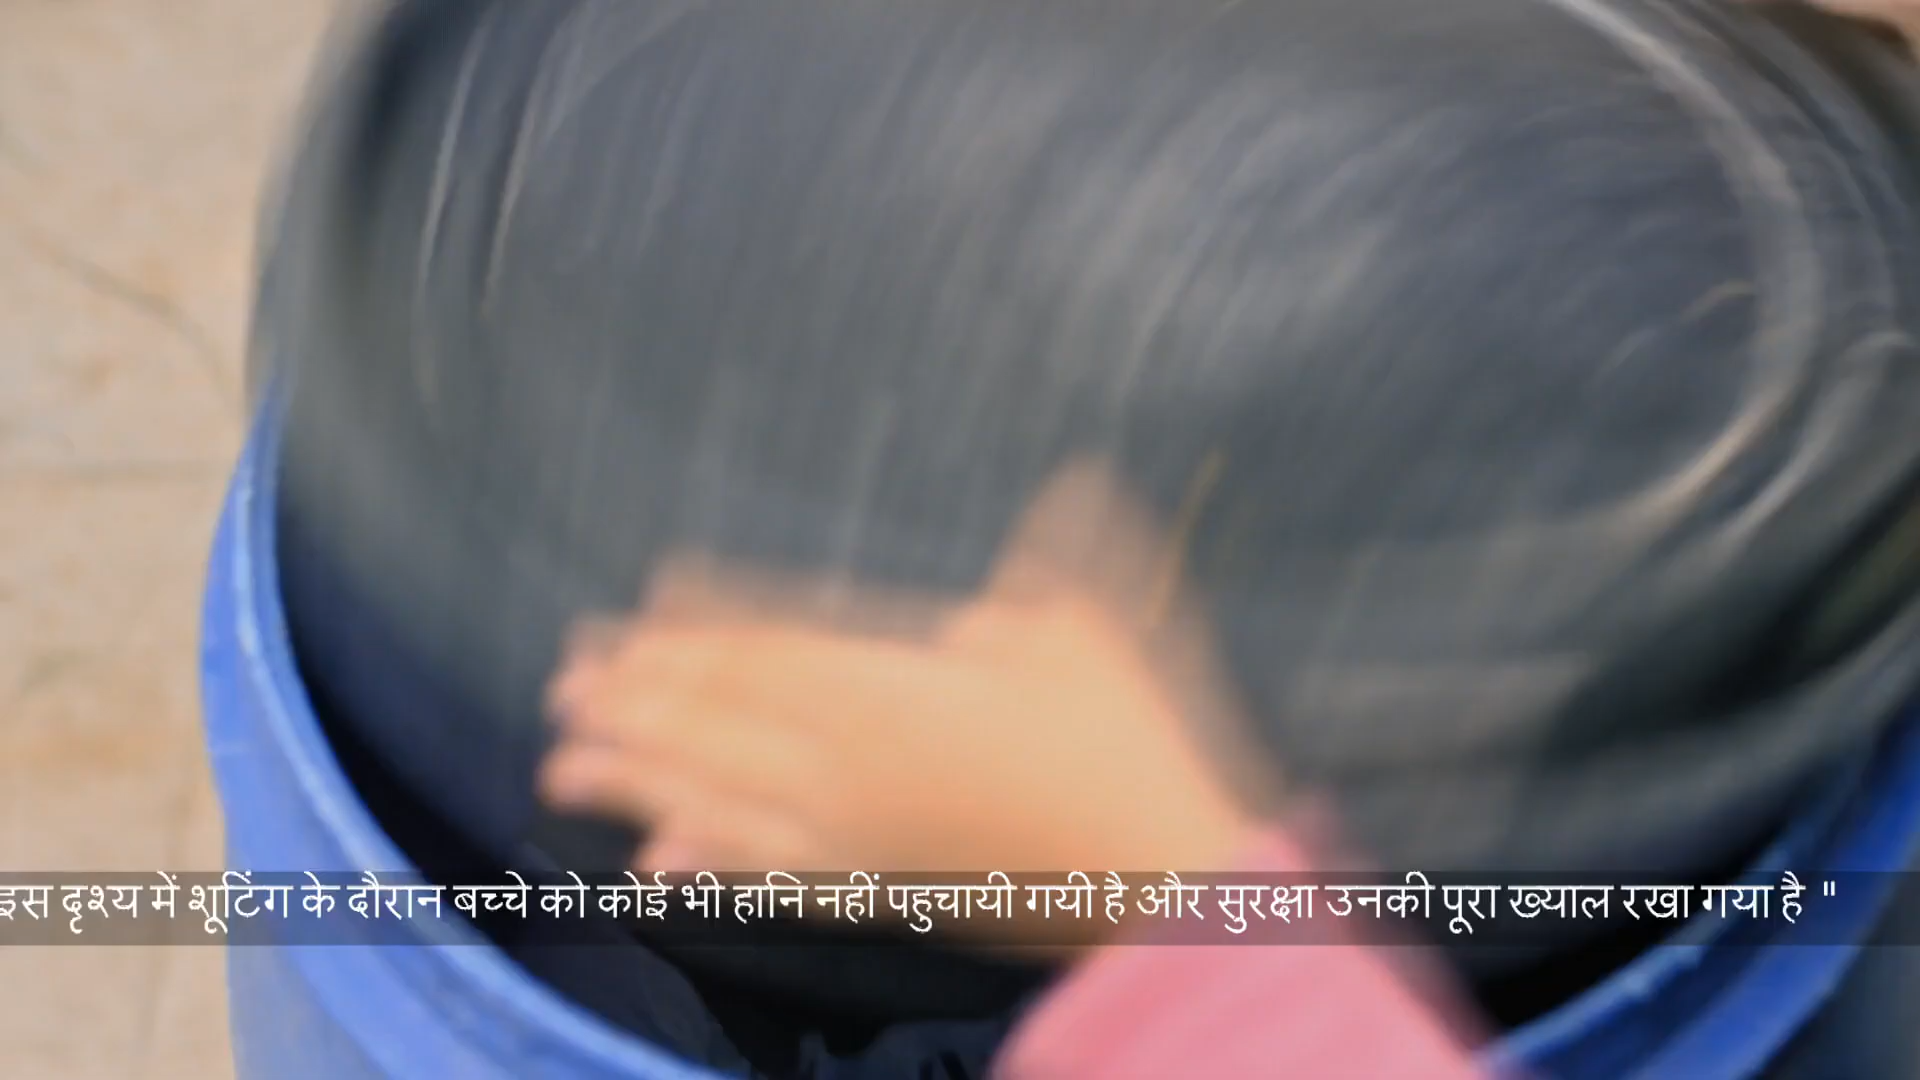 इस दृश्य में शूटिंग के दौरान बच्चे को कोई भी हानि नहीं पहुचायी गयी है और सुरक्षा उनकी पूरा ख्याल रखा गया है "